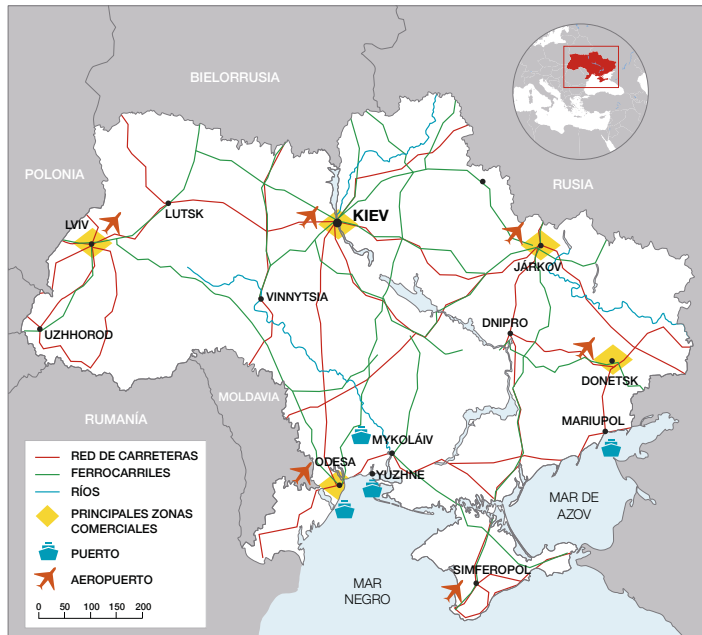 BIELORRUSIA
POLONIA
RUSIA
LVIV
LUTSK
KIEV
JÁRKOV
VINNYTSIA
UZHHOROD
DNIPRO
DONETSK
MOLDAVIA
MARIUPOL
RUMANÍA
MYKOLÁIV
ODESA
YUZHNE
MAR DE
AZOV
SIMFEROPOL
MAR
NEGRO
RED DE CARRETERAS
FERROCARRILES
RÍOS
PRINCIPALES ZONAS
COMERCIALES
PUERTO
AEROPUERTO
0 50 100 200